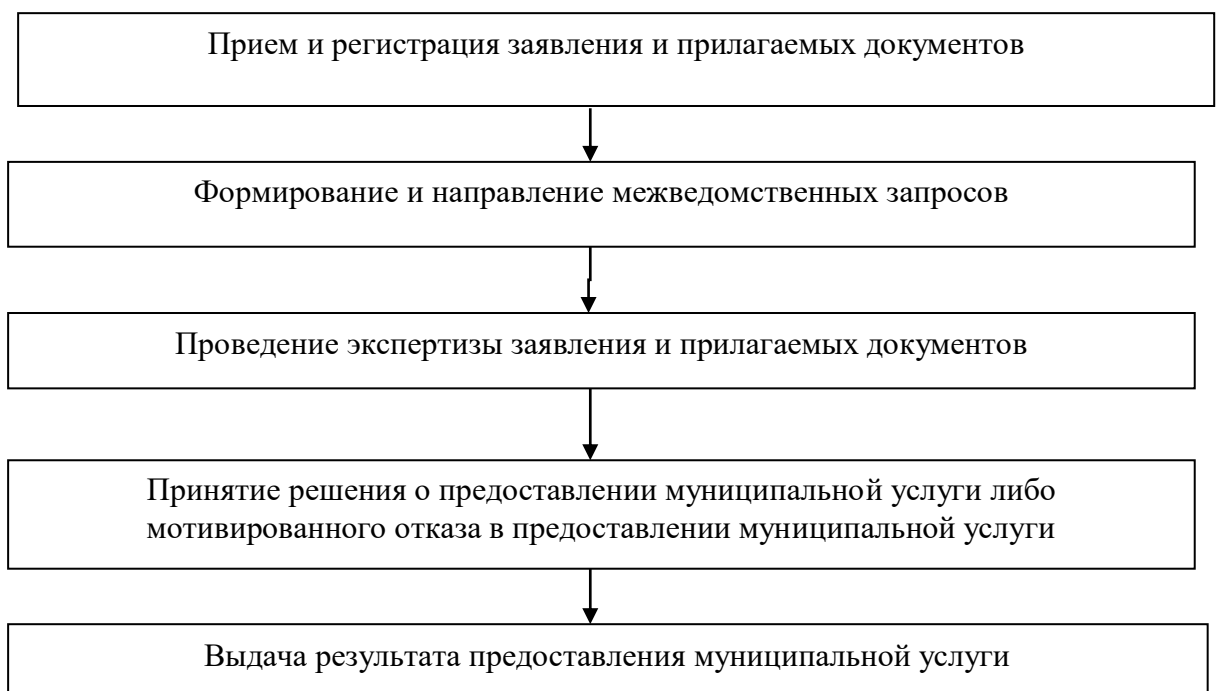 Прием и регистрация заявления и прилагаемых документов
Формирование и направление межведомственных запросов
Проведение экспертизы заявления и прилагаемых документов
Принятие решения о предоставлении муниципальной услуги либо
мотивированного отказа в предоставлении муниципальной услуги
Выдача результата предоставления муниципальной услуги